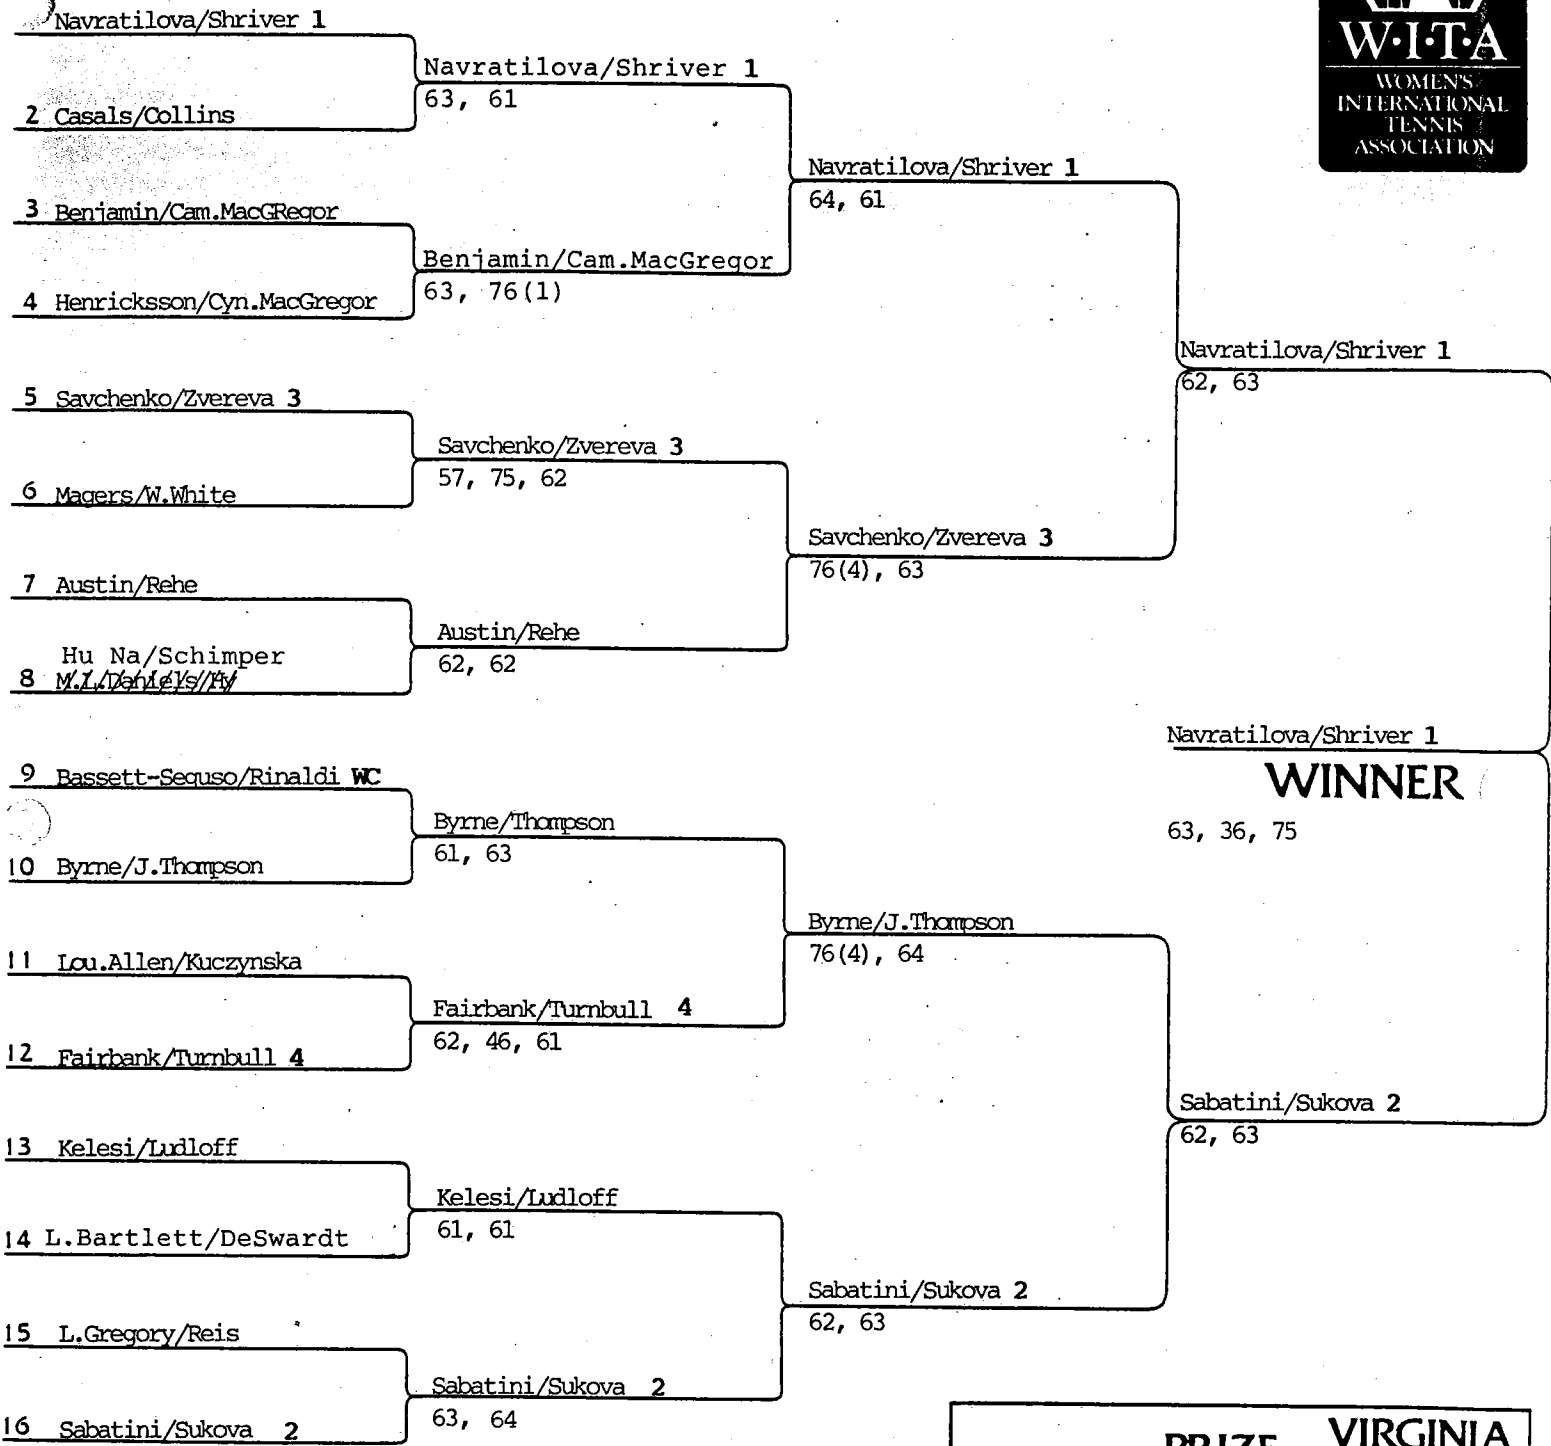 Navratilova/Shriver 1
2 Casals/Collins
3 Benjamin/Cam.MacGRegor
4 Henricksson/Cyn.MacGregor
5 Savchenko/Zvereva 3
6 Magers/W.White
7 Austin/Rehe
Hu Na/Schimper
8 M.L.Daniels/
9 Bassett-Seguso/Rinaldi WC
10 Byrne/J.Thompson
11 Lou.Allen/Kuczynska
12 Fairbank/Turnbull 4
13 Kelesi/Ludloff
14 L.Bartlett/DeSwardt
15 L.Gregory/Reis
16 Sabatini/Sukova 2
Navratilova/Shriver 1
63, 61
Benjamin/Cam.MacGregor
63, 76(1)
Savchenko/Zvereva 3
57, 75, 62
Austin/Rehe
62, 62
Byrne/Thompson
61, 63
Fairbank/Turnbull 4
62, 46, 61
Kelesi/Ludloff
61, 61
Sabatini/Sukova 2
63, 64
Navratilova/Shriver 1
64, 61
Savchenko/Zvereva 3
76(4), 63
Byrne/J.Thompson
76(4), 64
Sabatini/Sukova 2
62, 63
Navratilova/Shriver 1
62, 63
Sabatini/Sukova 2
62, 63
Navratilova/Shriver 1
WINNER
63, 36, 75
W·I·T·A
WOMEN'S
INTERNATIONAL
TENNIS
ASSOCIATION
PRIZE VIRGINIA